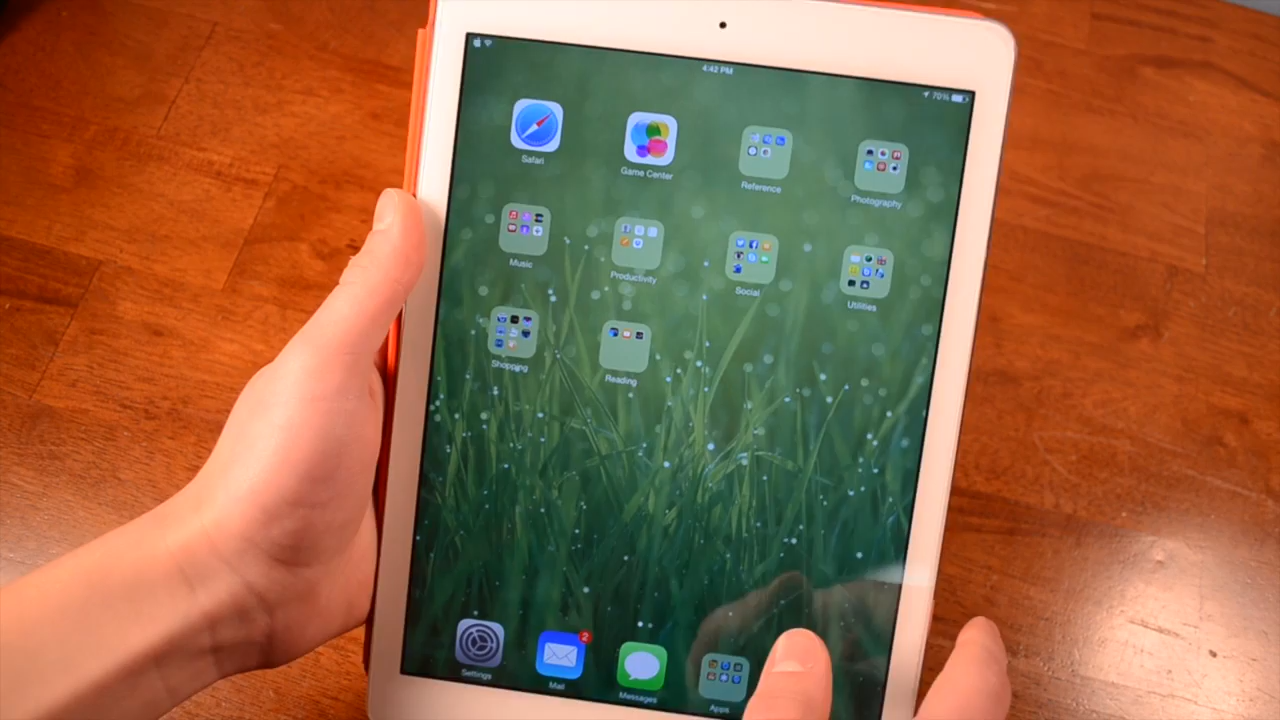 4:42 PM
70%
Safari
Game Center
Reference
Photography
Music
Productivity
Social
Utilities
Shopping
Reading
2
Settings
Mail
Messages
Apps